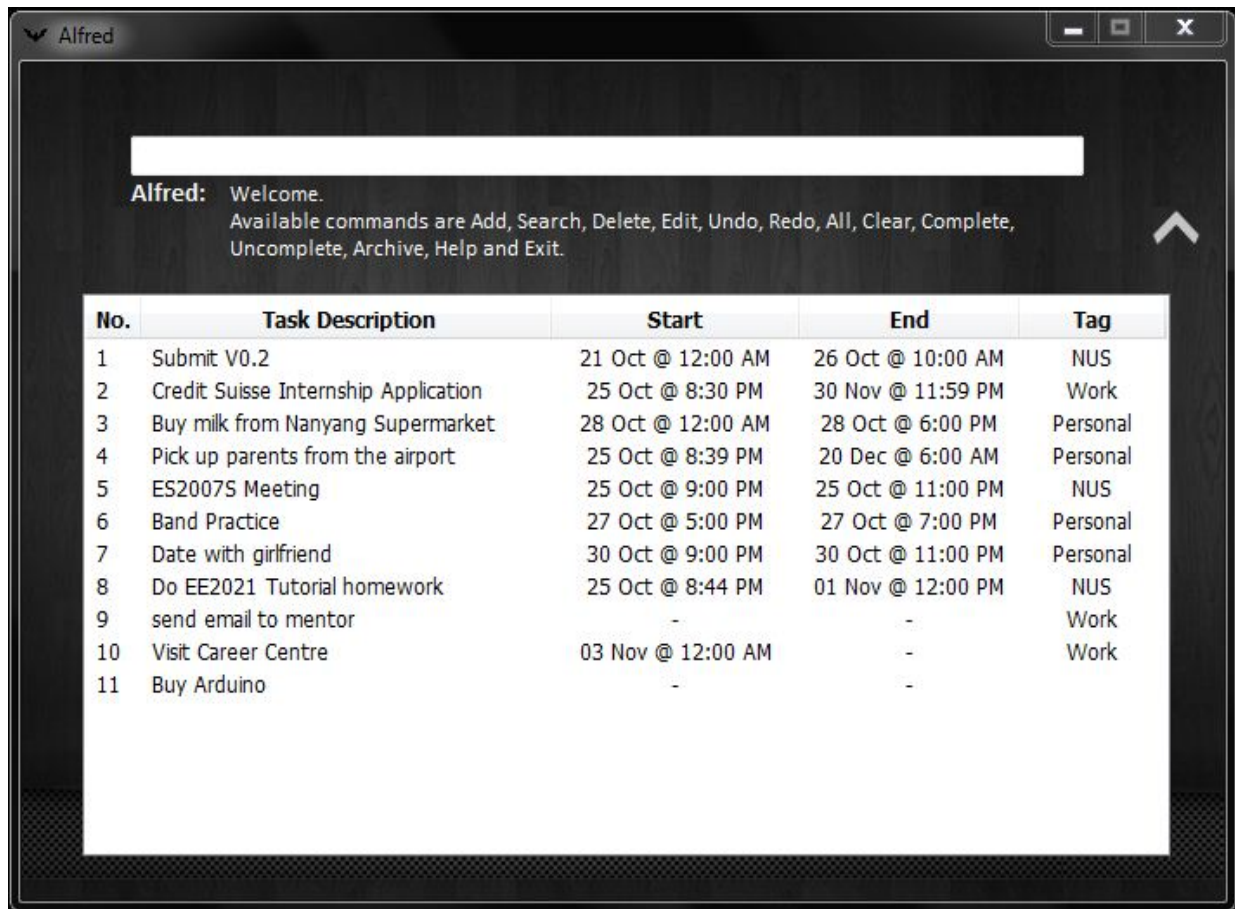 Alfred
Alfred: Welcome.
Available commands are Add, Search, Delete, Edit, Undo, Redo, All, Clear, Complete,
Uncomplete, Archive, Help and Exit.
No. Task Description Start End Tag
1 Submit V0.2 21 Oct @ 12:00 AM 26 Oct @ 10:00 AM NUS
2 Credit Suisse Internship Application 25 Oct @ 8:30 PM 30 Nov @ 11:59 PM Work
3 Buy milk from Nanyang Supermarket 28 Oct @ 12:00 AM 28 Oct @ 6:00 PM Personal
4 Pick up parents from the airport 25 Oct @ 8:39 PM 20 Dec @ 6:00 AM Personal
5 ES2007S Meeting 25 Oct @ 9:00 PM 25 Oct @ 11:00 PM NUS
6 Band Practice 27 Oct @ 5:00 PM 27 Oct @ 7:00 PM Personal
7 Date with girlfriend 30 Oct @ 9:00 PM 30 Oct @ 11:00 PM Personal
8 Do EE2021 Tutorial homework 25 Oct @ 8:44 PM 01 Nov @ 12:00 PM NUS
9 send email to mentor - - Work
10 Visit Career Centre 03 Nov @ 12:00 AM - Work
11 Buy Arduino - -